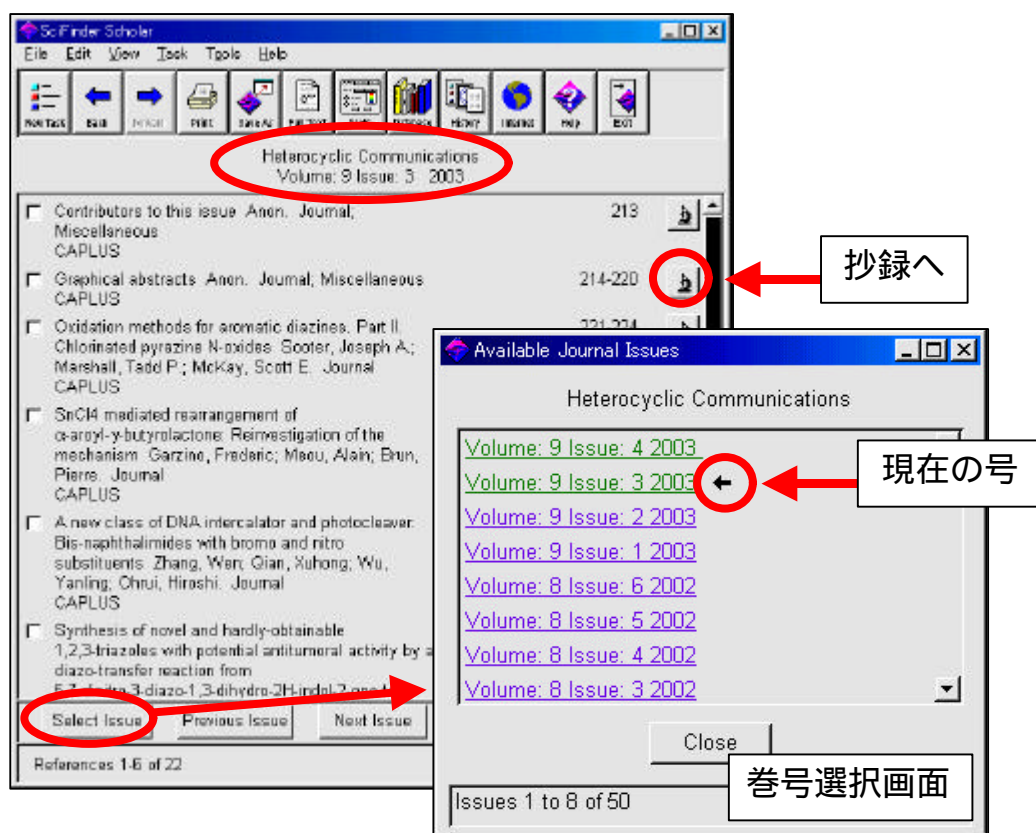 SciFinder Scholar
File Edit View Task Tools Help
New Task Back Print Save As Full Text History Internet Help Exit
Heterocyclic Communications
Volume: 9 Issue: 3 2003
Contributors to this issue Anon. Journal; 213
Miscellaneous
CAPLUS
Graphical abstracts Anon. Journal; Miscellaneous 214-220
CAPLUS
Oxidation methods for aromatic diazines. Part II. 221-224
Chlorinated pyrazine N-oxides Sooter, Joseph A.;
Marshall, Tadd P.; McKay, Scott E. Journal
CAPLUS
SnCl4 mediated rearrangement of
α-aroyl-γ-butyrolactone: Reinvestigation of the
mechanism Garzino, Frederic; Meou, Alain; Brun,
Pierre. Journal
CAPLUS
A new class of DNA intercalator and photocleaver:
Bis-naphthalimides with bromo and nitro
substituents Zhang, Wen; Qian, Xuhong; Wu,
Yanling; Ohrui, Hiroshi. Journal
CAPLUS
Synthesis of novel and hardly-obtainable
1,2,3-triazoles with potential antitumoral activity by a
diazo-transfer reaction from
Select Issue Previous Issue Next Issue
References 1-6 of 22
抄録へ
Available Journal Issues
Heterocyclic Communications
Volume: 9 Issue: 4 2003
Volume: 9 Issue: 3 2003 ←
現在の号
Volume: 9 Issue: 2 2003
Volume: 9 Issue: 1 2003
Volume: 8 Issue: 6 2002
Volume: 8 Issue: 5 2002
Volume: 8 Issue: 4 2002
Volume: 8 Issue: 3 2002
Close
巻号選択画面
Issues 1 to 8 of 50